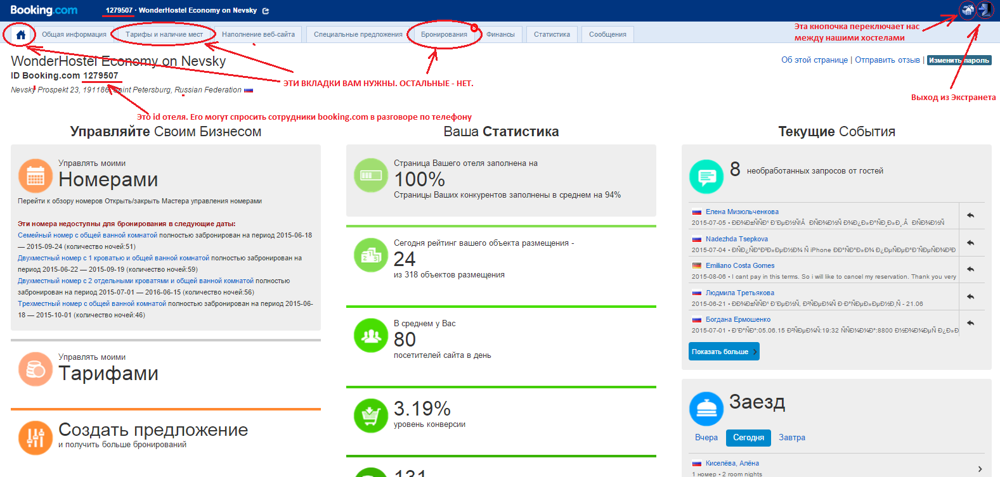 Booking.com
1279507 · WonderHostel Economy on Nevsky
Общая информация
Тарифы и наличие мест
Наполнение веб-сайта
Специальные предложения
Бронирования
8
Финансы
Статистика
Сообщения
Эта кнопочка переключает нас
между нашими хостелами
WonderHostel Economy on Nevsky
ID Booking.com 1279507
Nevsky Prospekt 23, 191186, Saint Petersburg, Russian Federation
Об этой странице | Отправить отзыв | Изменить пароль
ЭТИ ВКЛАДКИ ВАМ НУЖНЫ. ОСТАЛЬНЫЕ - НЕТ.
Выход из Экстранета
Это id отеля. Его могут спросить сотрудники booking.com в разговоре по телефону
Управляйте Своим Бизнесом
Управлять моими
Номерами
Перейти к обзору номеров Открыть/закрыть Мастера управления номерами
Эти номера недоступны для бронирования в следующие даты:
Семейный номер с общей ванной комнатой полностью забронирован на период 2015-06-18
— 2015-09-24 (количество ночей:51)
Двухместный номер с 1 кроватью и общей ванной комнатой полностью забронирован на
период 2015-06-22 — 2015-09-19 (количество ночей:59)
Двухместный номер с 2 отдельными кроватями и общей ванной комнатой полностью
забронирован на период 2015-07-01 — 2016-06-15 (количество ночей:56)
Трехместный номер с общей ванной комнатой полностью забронирован на период 2015-06-
18 — 2015-10-01 (количество ночей:46)
Управлять моими
Тарифами
Создать предложение
и получить больше бронирований
Ваша Статистика
Страница Вашего отеля заполнена на
100%
Страницы Ваших конкурентов заполнены в среднем на 94%
Сегодня рейтинг вашего объекта размещения -
24
из 318 объектов размещения
В среднем у Вас
80
посетителей сайта в день
3.19%
уровень конверсии
131
Текущие События
8 необработанных запросов от гостей
Елена Мизюльченкова
2015-07-05 •
Nadezhda Tsepkova
2015-07-04 • iPhone
Emiliano Costa Gomes
2015-08-06 • I cant pay in this terms. So i will like to cancel my reservation. Thank you very
Людмила Третьякова
2015-06-21 • - 21.06
Богдана Ермошенко
2015-07-01 •
Показать больше
Заезд
Вчера
Сегодня
Завтра
Киселёва, Алёна
1 номер • 2 room nights